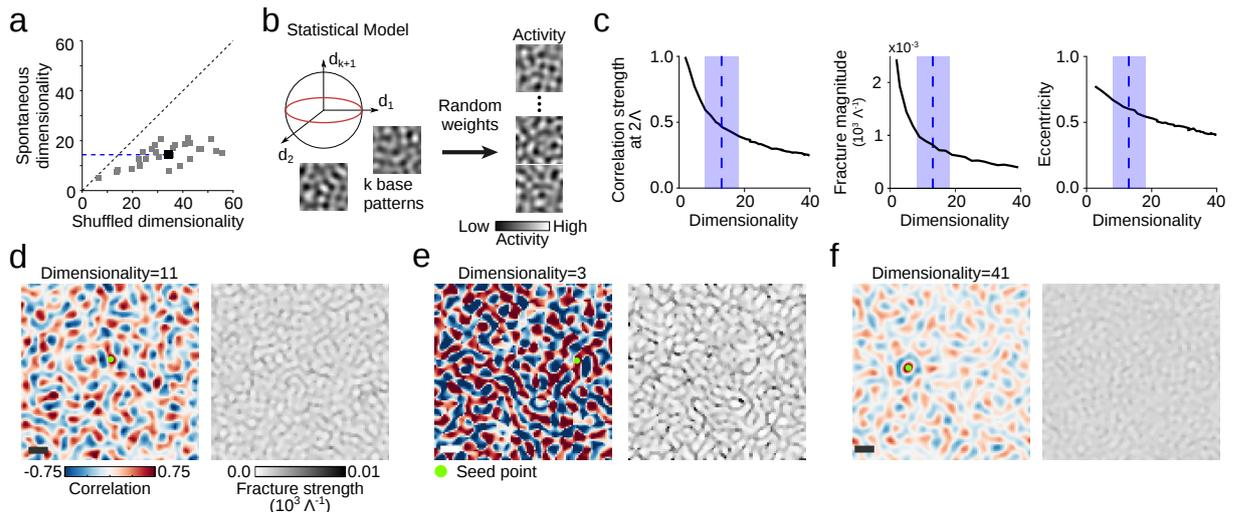 a
60
40
20
0
0
20
40
60
Spontaneous
dimensionality
Shuffled dimensionality
b
Statistical Model
d_{k+1}
d_1
d_2
k base
patterns
Random
weights
Activity
Low
High
Activity
c
1.0
0.5
0.0
0
20
40
Correlation strength
at 2Λ
Dimensionality
x10^{-3}
2
1
0
0
20
40
Fracture magnitude
(10^3 Λ^{-1})
Dimensionality
1.0
0.5
0.0
0
20
40
Eccentricity
Dimensionality
d
Dimensionality=11
-0.75
0.75
Correlation
0.0
0.01
Fracture strength
(10^3 Λ^{-1})
e
Dimensionality=3
Seed point
f
Dimensionality=41